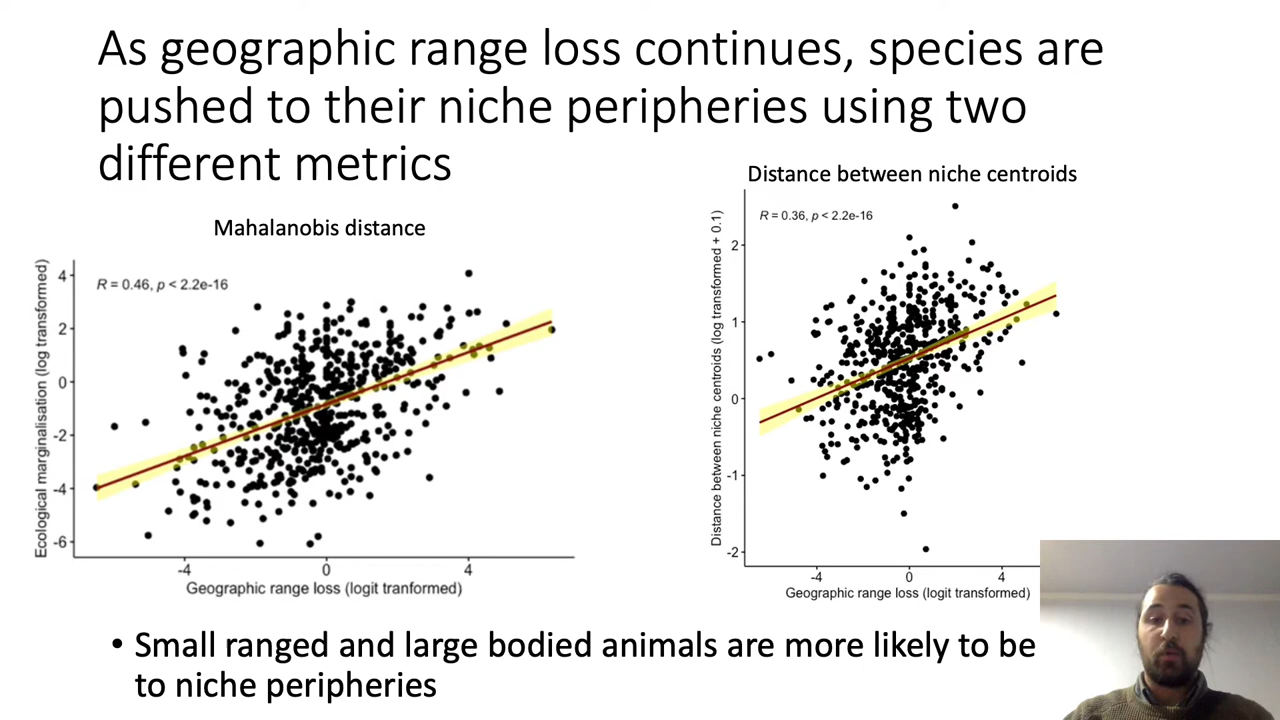 As geographic range loss continues, species are
pushed to their niche peripheries using two
different metrics
Mahalanobis distance
Ecological marginalisation (log transformed)
R = 0.46, p < 2.2e-16
4
2
0
-2
-4
-6
-4
0
4
Geographic range loss (logit tranformed)
Distance between niche centroids
Distance between niche centroids (log transformed + 0.1)
R = 0.36, p < 2.2e-16
2
1
0
-1
-2
-4
0
4
Geographic range loss (logit transformed)
• Small ranged and large bodied animals are more likely to be
to niche peripheries